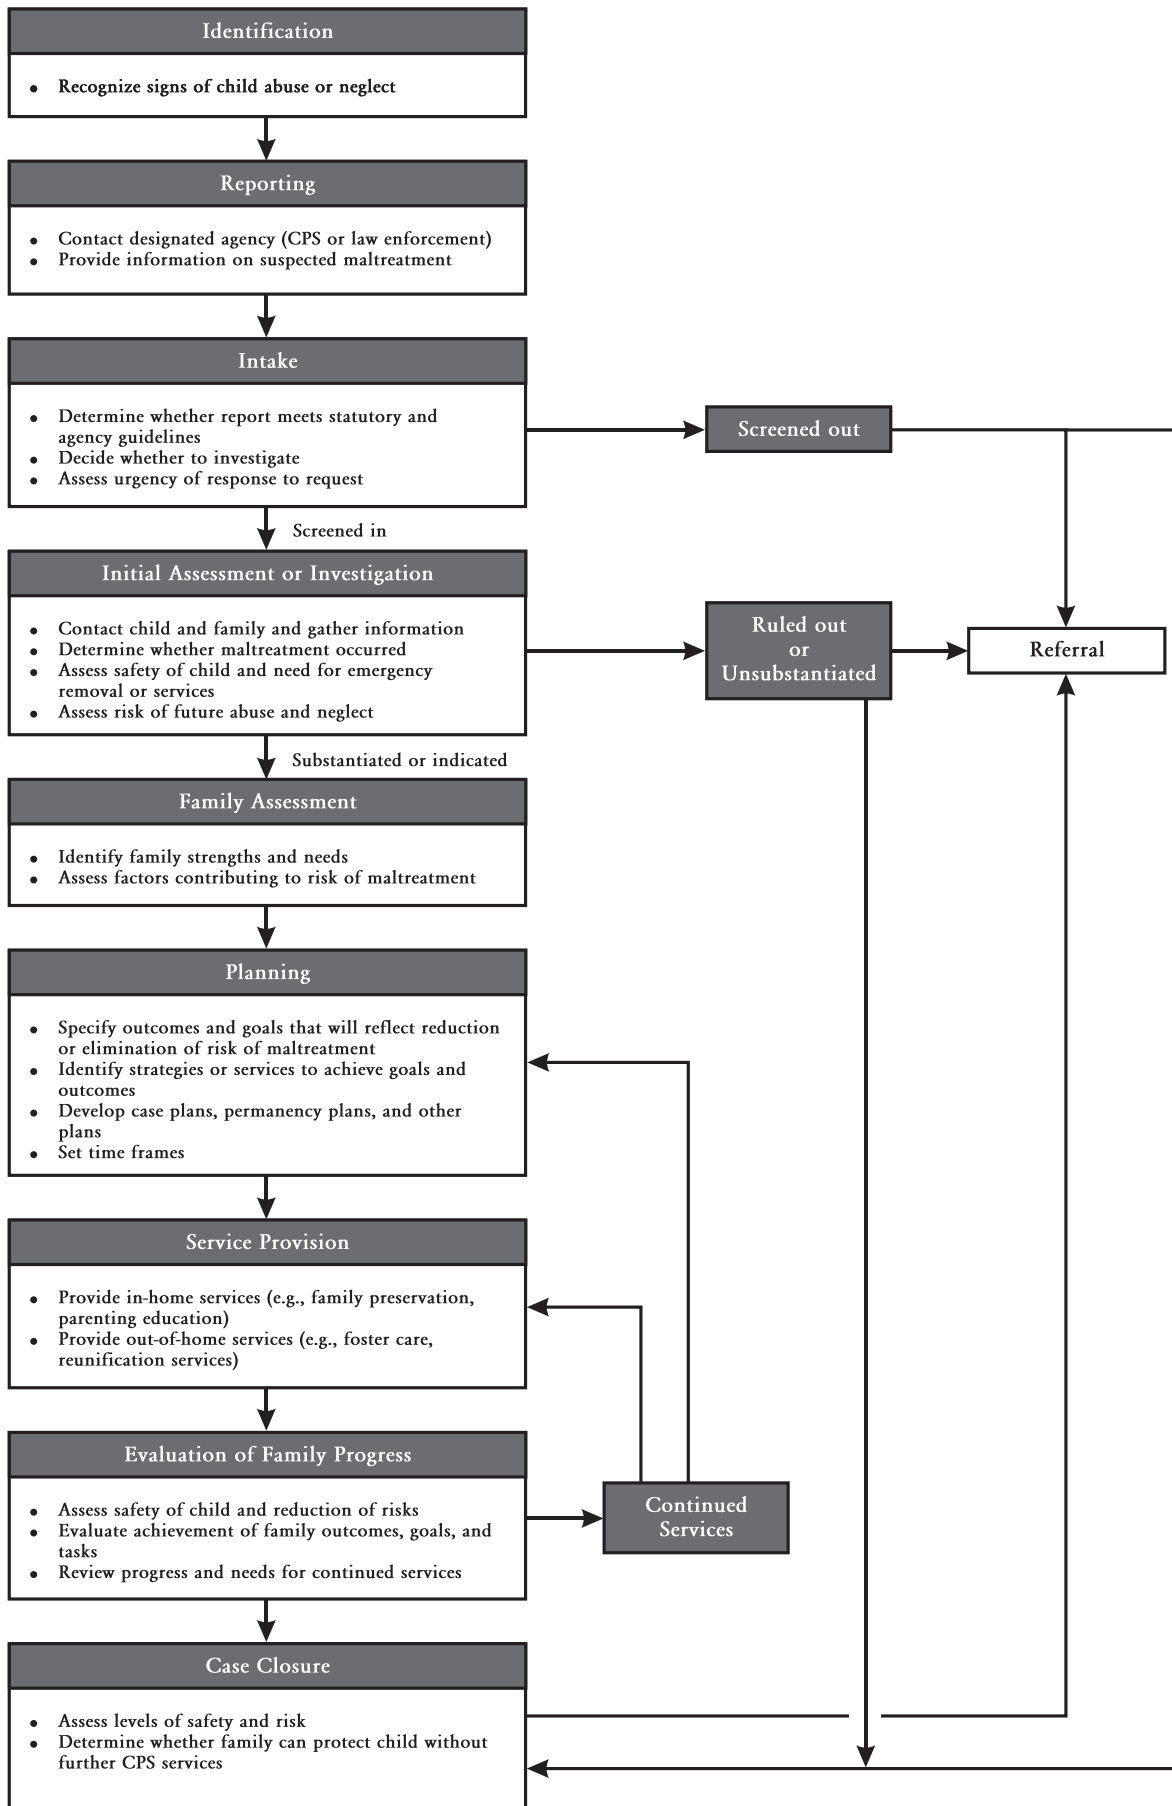 Identification
• Recognize signs of child abuse or neglect
Reporting
• Contact designated agency (CPS or law enforcement)
• Provide information on suspected maltreatment
Intake
• Determine whether report meets statutory and
agency guidelines
• Decide whether to investigate
• Assess urgency of response to request
Screened out
Screened in
Initial Assessment or Investigation
• Contact child and family and gather information
• Determine whether maltreatment occurred
• Assess safety of child and need for emergency
removal or services
• Assess risk of future abuse and neglect
Ruled out
or
Unsubstantiated
Referral
Substantiated or indicated
Family Assessment
• Identify family strengths and needs
• Assess factors contributing to risk of maltreatment
Planning
• Specify outcomes and goals that will reflect reduction
or elimination of risk of maltreatment
• Identify strategies or services to achieve goals and
outcomes
• Develop case plans, permanency plans, and other
plans
• Set time frames
Service Provision
• Provide in-home services (e.g., family preservation,
parenting education)
• Provide out-of-home services (e.g., foster care,
reunification services)
Evaluation of Family Progress
• Assess safety of child and reduction of risks
• Evaluate achievement of family outcomes, goals, and
tasks
• Review progress and needs for continued services
Continued
Services
Case Closure
• Assess levels of safety and risk
• Determine whether family can protect child without
further CPS services